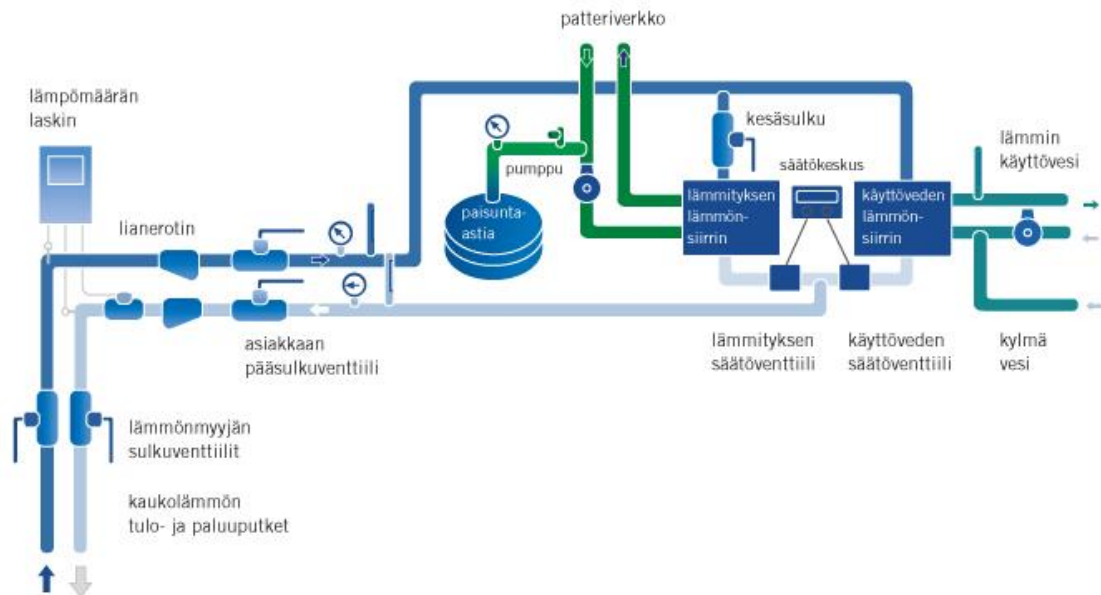 patteriverkko
lämpömäärän
laskin
kesäsulku
lämmin
käyttövesi
pumppu
säätökeskus
lianerotin
paisunta-
astia
lämmityksen
lämmön-
siirrin
käyttöveden
lämmön-
siirrin
asiakkaan
pääsulkuventtiili
lämmityksen
säätöventtiili
käyttöveden
säätöventtiili
kylmä
vesi
lämmönmyyjän
sulkuventtiilit
kaukolämmön
tulo- ja paluuputket